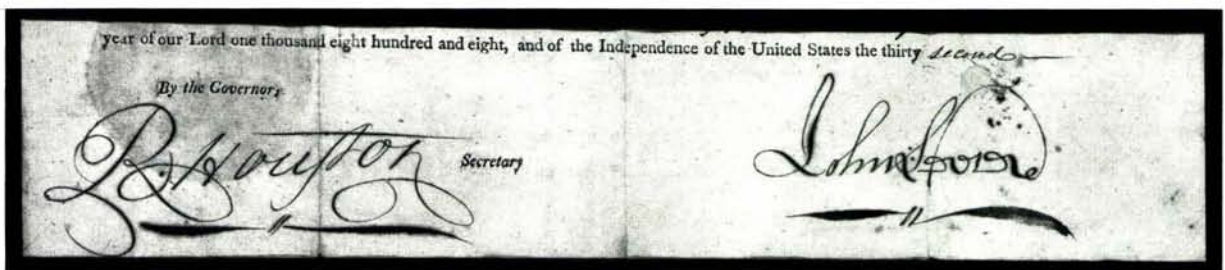 year of our Lord one thousand eight hundred and eight, and of the Independence of the United States the thirty second
By the Governor,
R. Houston Secretary
John Sevier